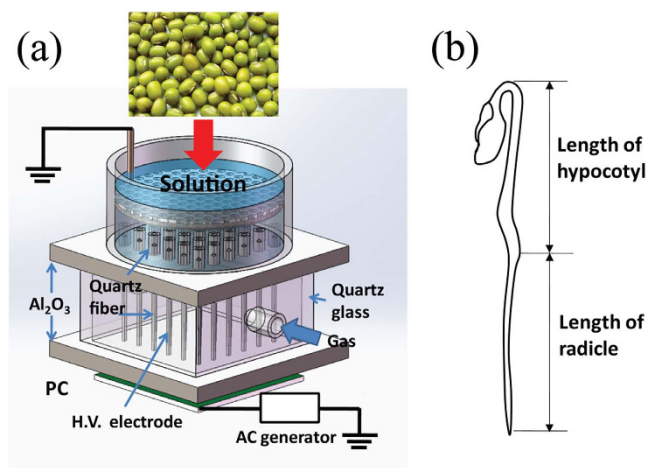 (a)
(b)
Solution
Length of
hypocotyl
Quartz
fiber
Al₂O₃
Quartz
glass
Gas
Length of
radicle
PC
H.V. electrode
AC generator